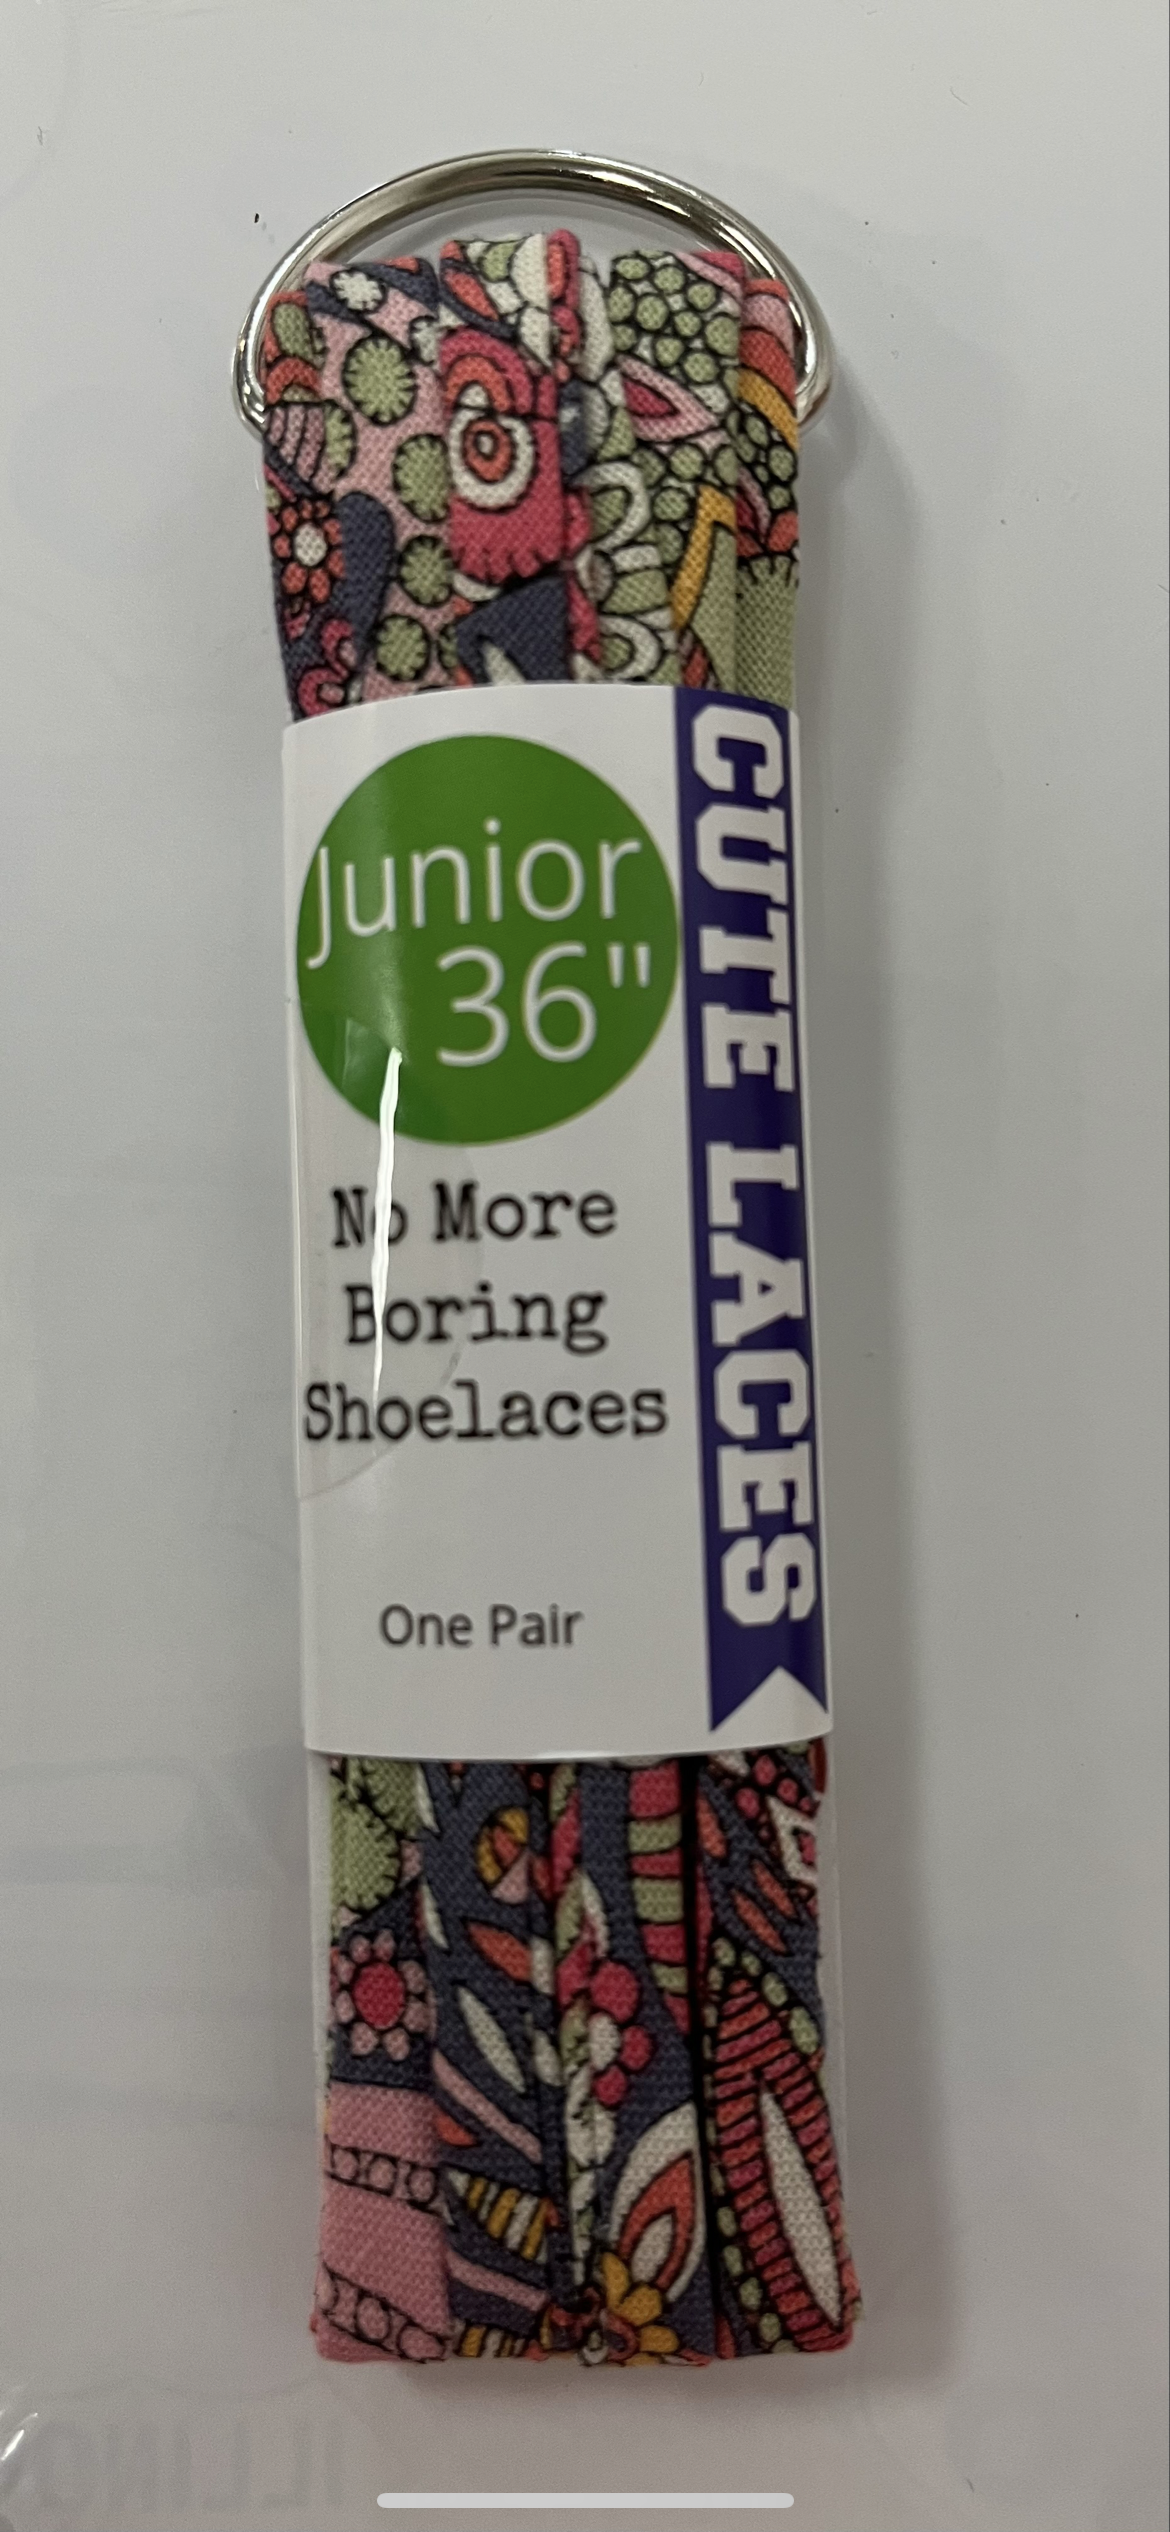 Junior
36"
No More
Boring
Shoelaces
One Pair
CUTE LACES